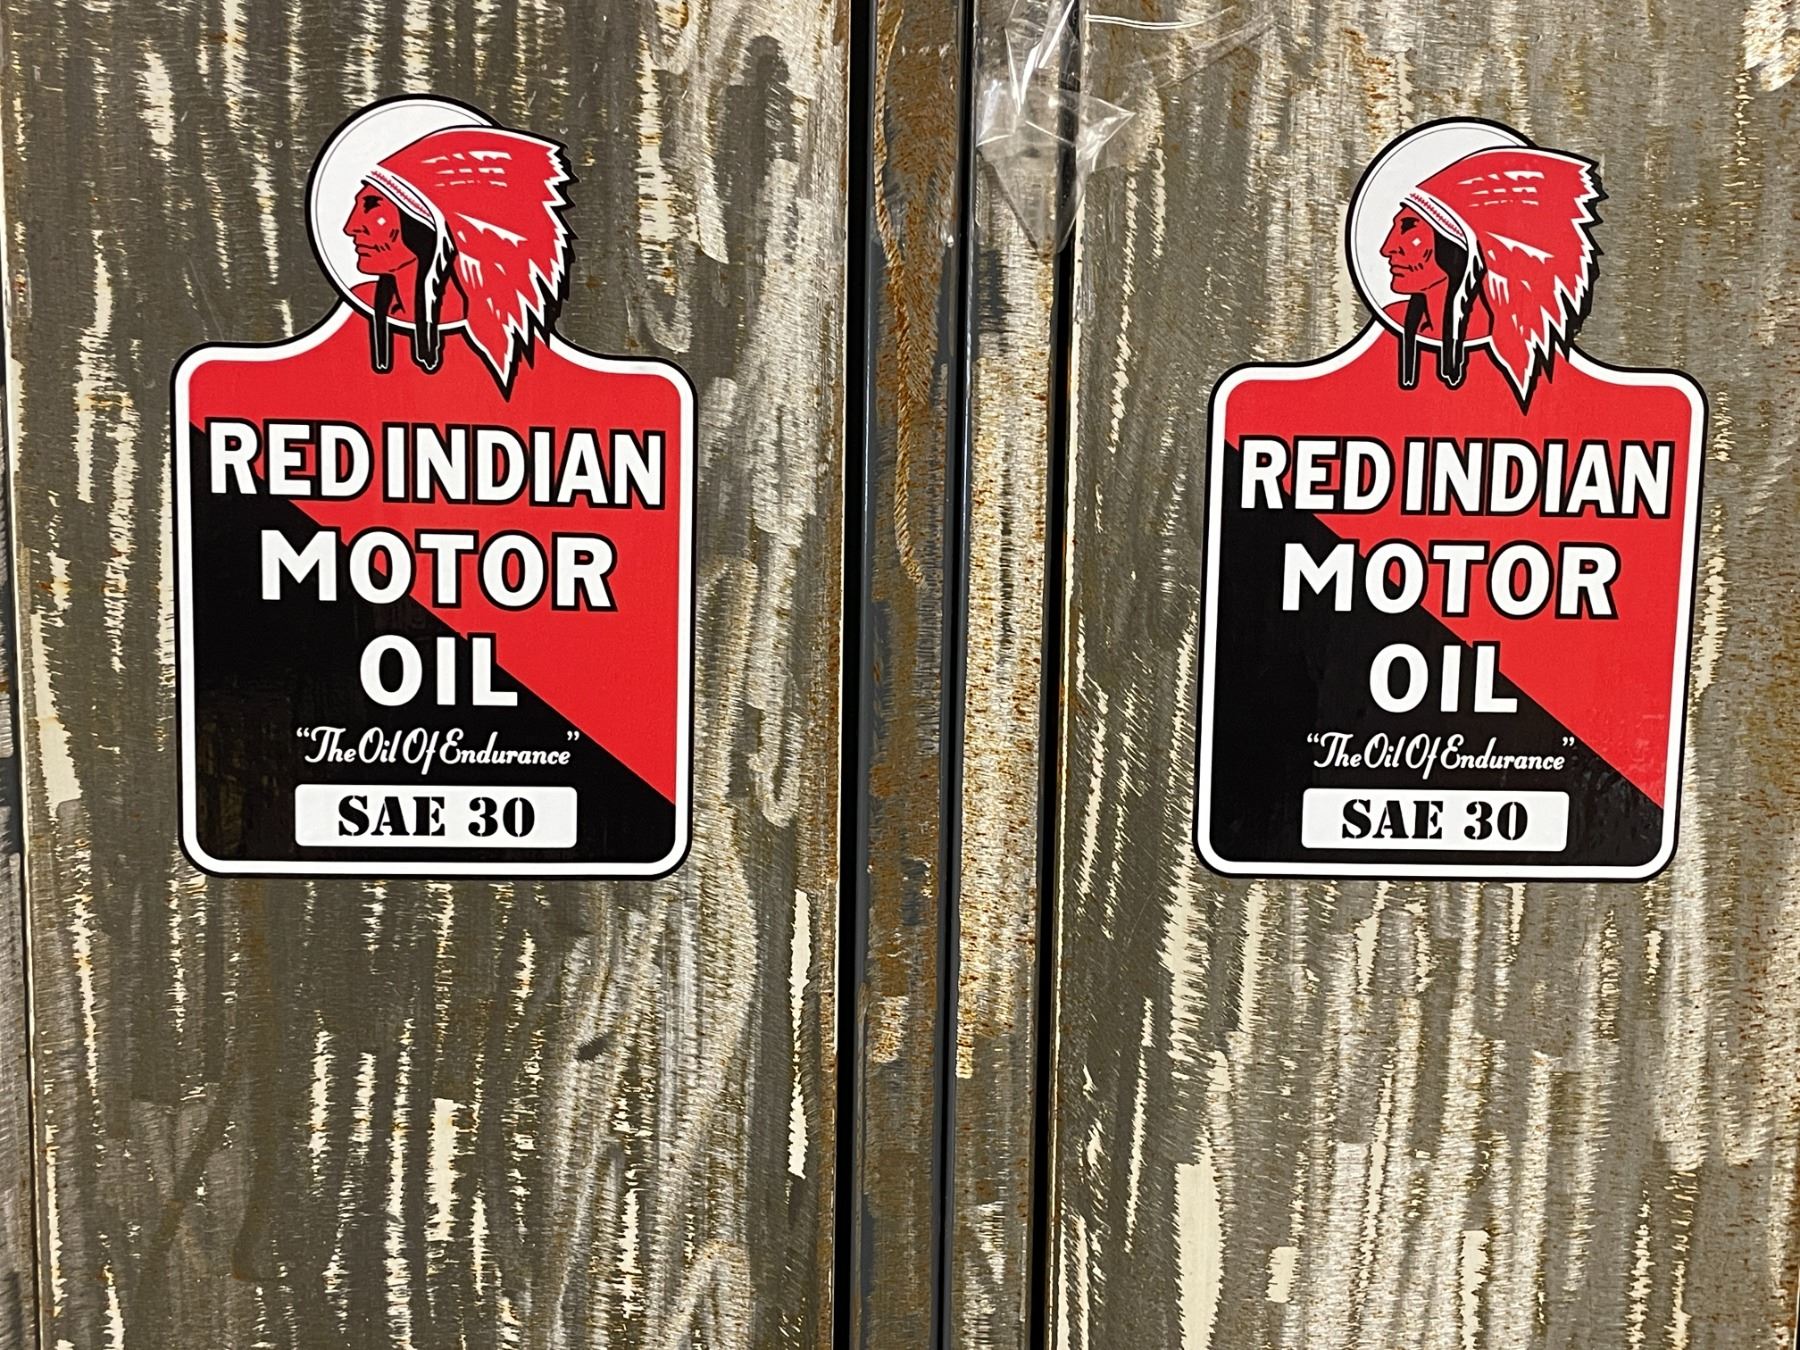 RED INDIAN
MOTOR
OIL
"The Oil Of Endurance"
SAE 30
RED INDIAN
MOTOR
OIL
"The Oil Of Endurance"
SAE 30